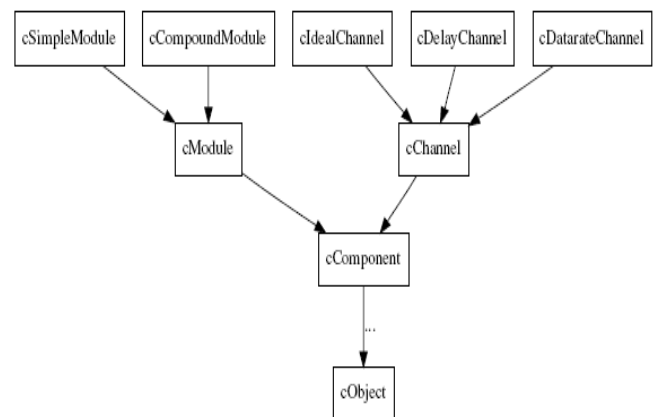 cSimpleModule
cCompoundModule
cIdealChannel
cDelayChannel
cDatarateChannel
cModule
cChannel
cComponent
...
cObject